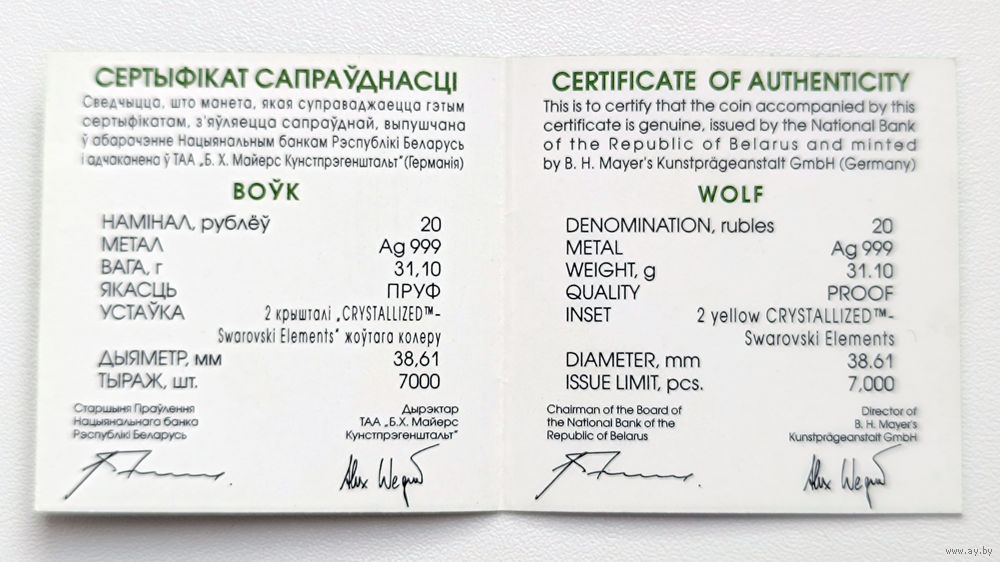 СЕРТЫФІКАТ САПРАЎДНАСЦІ
Сведчыцца, што манета, якая суправаджаецца гэтым
сертыфікатам, з'яўляецца сапраўднай, выпушчана
ў абарачэнне Нацыянальным банкам Рэспублікі Беларусь
і адчаканена ў ТАА „Б. Х. Майерс Кунстпрэгенштальт" (Германія)
ВОЎК
НАМІНАЛ, рублёў 20
МЕТАЛ Ag 999
ВАГА, г 31,10
ЯКАСЦЬ ПРУФ
УСТАЎКА 2 крышталі „CRYSTALLIZED™-
Swarovski Elements" жоўтага колеру
ДЫЯМЕТР, мм 38,61
ТЫРАЖ, шт. 7000
Старшыня Праўлення
Нацыянальнага банка
Рэспублікі Беларусь
Дырэктар
ТАА „Б.Х. Майерс
Кунстпрэгенштальт"
Alex Wegner
CERTIFICATE OF AUTHENTICITY
This is to certify that the coin accompanied by this
certificate is genuine, issued by the National Bank
of the Republic of Belarus and minted
by B. H. Mayer's Kunstprägeanstalt GmbH (Germany)
WOLF
DENOMINATION, rubles 20
METAL Ag 999
WEIGHT, g 31.10
QUALITY PROOF
INSET 2 yellow CRYSTALLIZED™-
Swarovski Elements
DIAMETER, mm 38.61
ISSUE LIMIT, pcs. 7,000
Chairman of the Board of
the National Bank of the
Republic of Belarus
Director of
B. H. Mayer's
Kunstprägeanstalt GmbH
Alex Wegner
www.ay.by